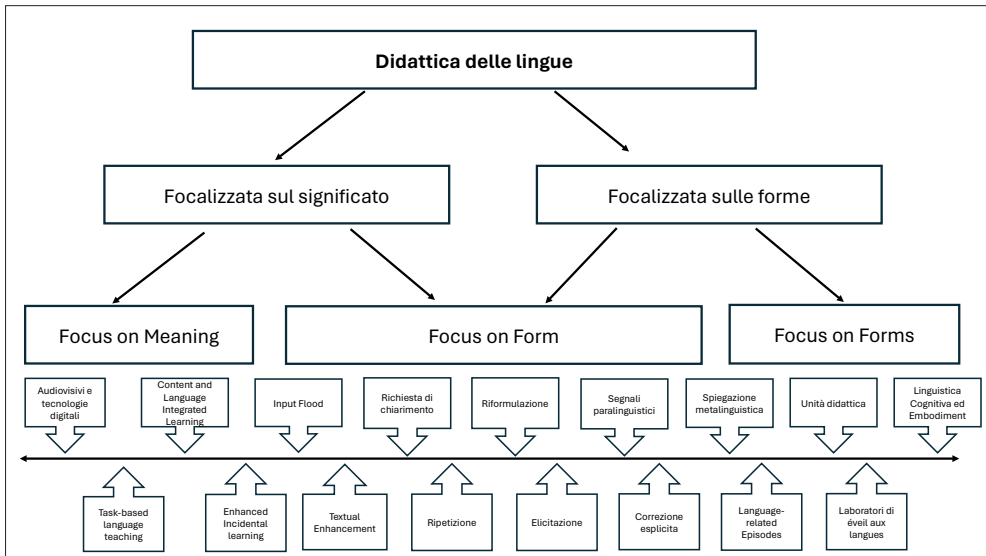 Didattica delle lingue
Focalizzata sul significato
Focalizzata sulle forme
Focus on Meaning
Focus on Form
Focus on Forms
Audiovisivi e
tecnologie
digitali
Content and
Language
Integrated
Learning
Input Flood
Richiesta di
chiarimento
Riformulazione
Segnali
paralinguistici
Spiegazione
metalinguistica
Unità didattica
Linguistica
Cognitiva ed
Embodiment
Task-based
language
teaching
Enhanced
Incidental
learning
Textual
Enhancement
Ripetizione
Elicitazione
Correzione
esplicita
Language-
related
Episodes
Laboratori di
éveil aux
langues